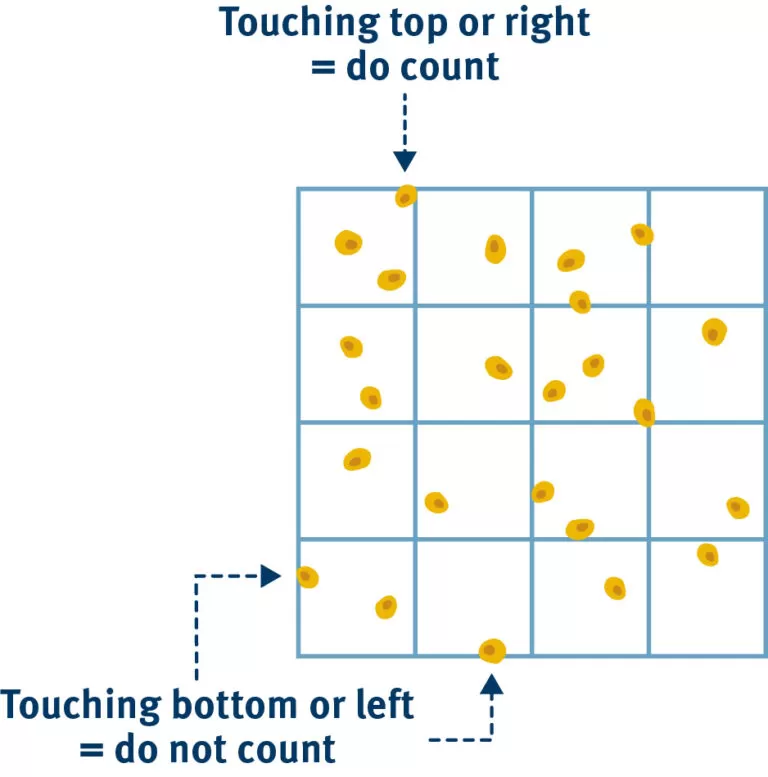 Touching top or right
= do count
Touching bottom or left
= do not count